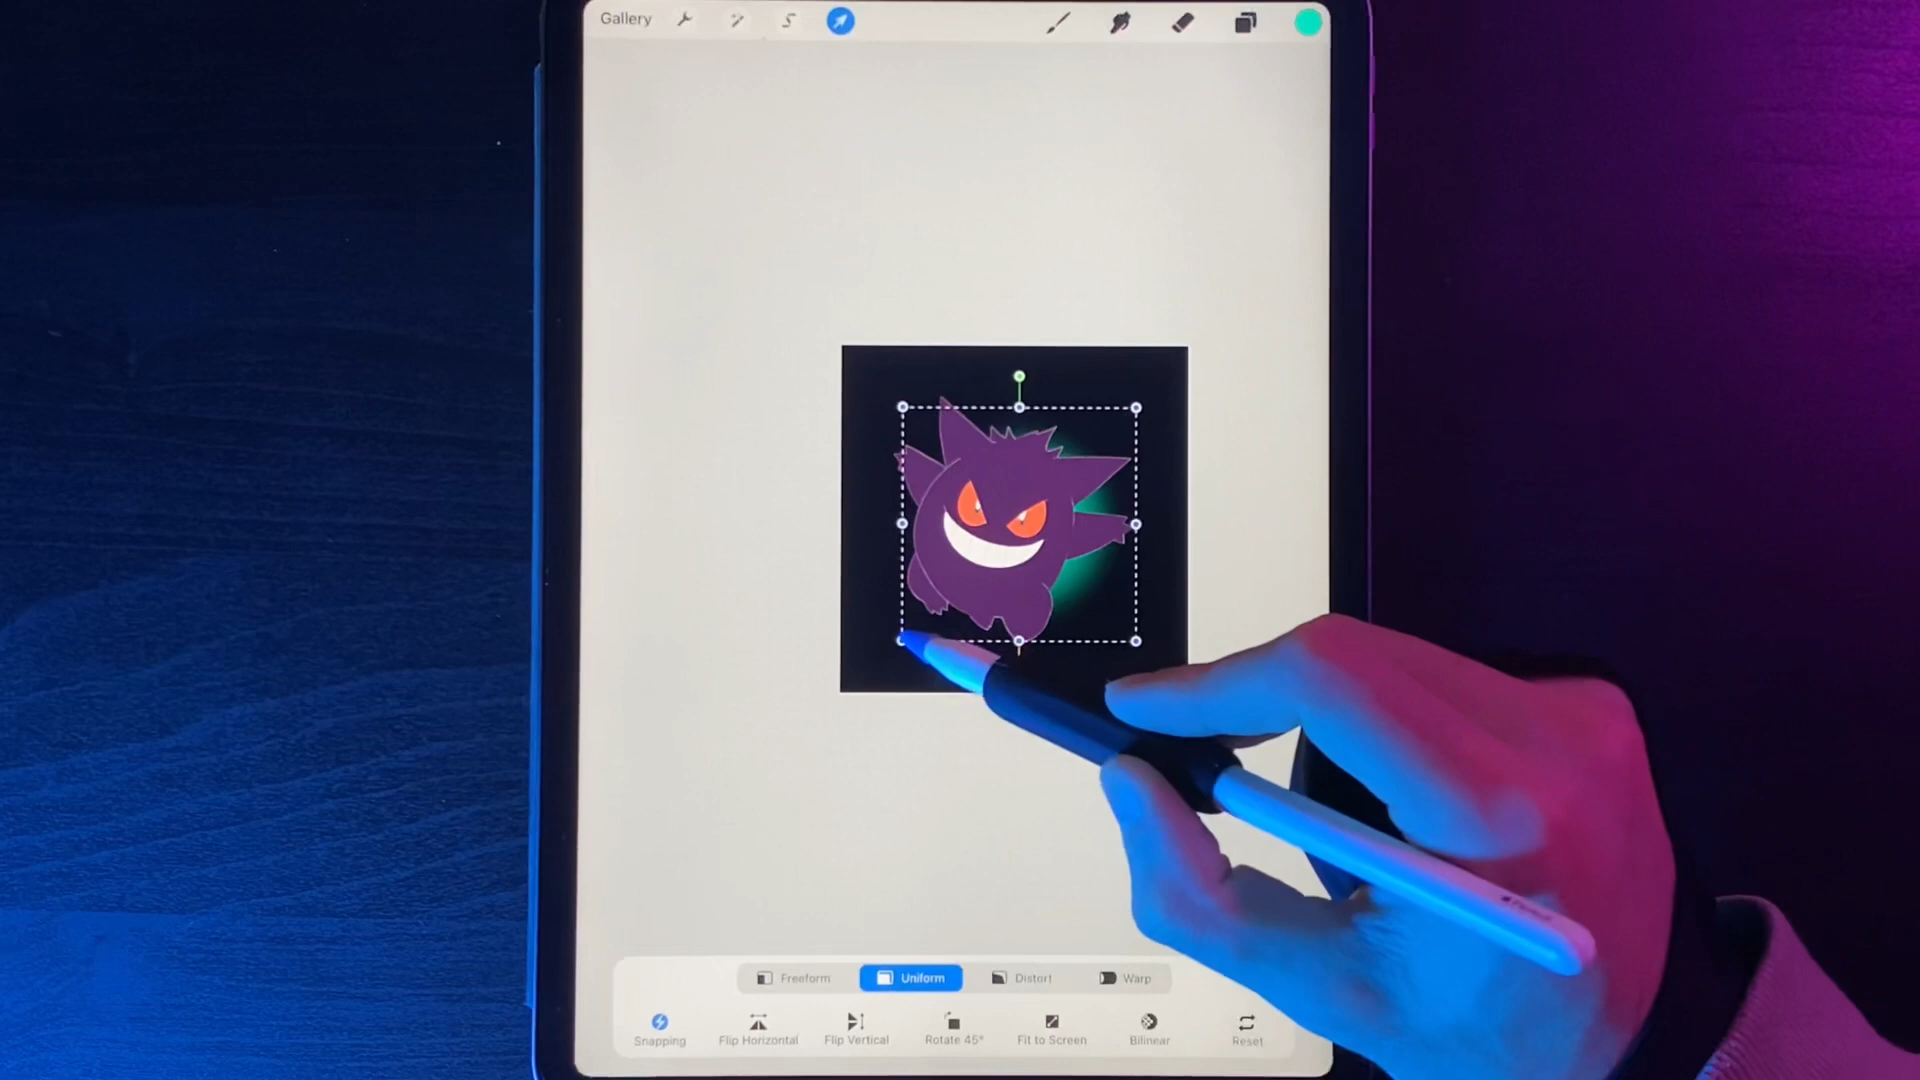 Gallery
Freeform
Uniform
Distort
Warp
Snapping
Flip Horizontal
Flip Vertical
Rotate 45°
Fit to Screen
Bilinear
Reset